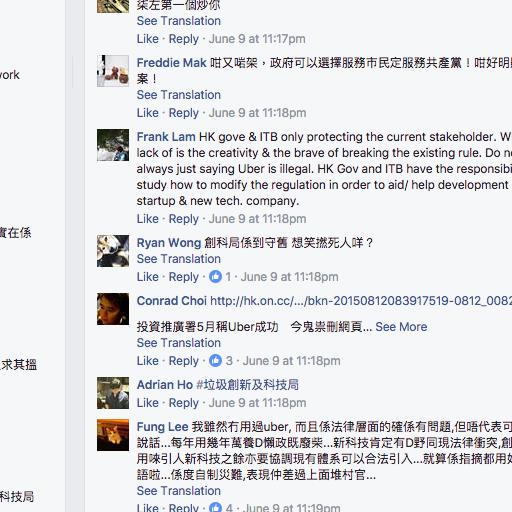 柒左第一個炒你
See Translation
Like · Reply · June 9 at 11:17pm
Freddie Mak 咁又啱架，政府可以選擇服務市民定服務共產黨！咁好明
案！
See Translation
Like · Reply · June 9 at 11:18pm
Frank Lam HK gove & ITB only protecting the current stakeholder. W
lack of is the creativity & the brave of breaking the existing rule. Do no
always just saying Uber is illegal. HK Gov and ITB have the responsibi
study how to modify the regulation in order to aid/ help development
startup & new tech. company.
Like · Reply · June 9 at 11:18pm
Ryan Wong 創科局係到守舊 想笑撚死人咩？
See Translation
Like · Reply · 1 · June 9 at 11:18pm
Conrad Choi http://hk.on.cc/.../bkn-20150812083917519-0812_0082
投資推廣署5月稱Uber成功 今鬼祟刪網頁... See More
See Translation
Like · Reply · 3 · June 9 at 11:18pm
Adrian Ho #垃圾創新及科技局
Like · Reply · June 9 at 11:18pm
Fung Lee 我雖然冇用過uber, 而且係法律層面的確係有問題,但唔代表可
說話...每年用幾年萬養D懶政既廢柴...新科技肯定有D野同現法律衝突,創
用嚟引人新科技之餘亦要協調現有體系可以合法引入...就算係指摘都用
語啦...係度自制災難,表現仲差過上面堆村官...
See Translation
Like · Reply · 4 · June 9 at 11:19pm
work
實在係
求其搵
科技局